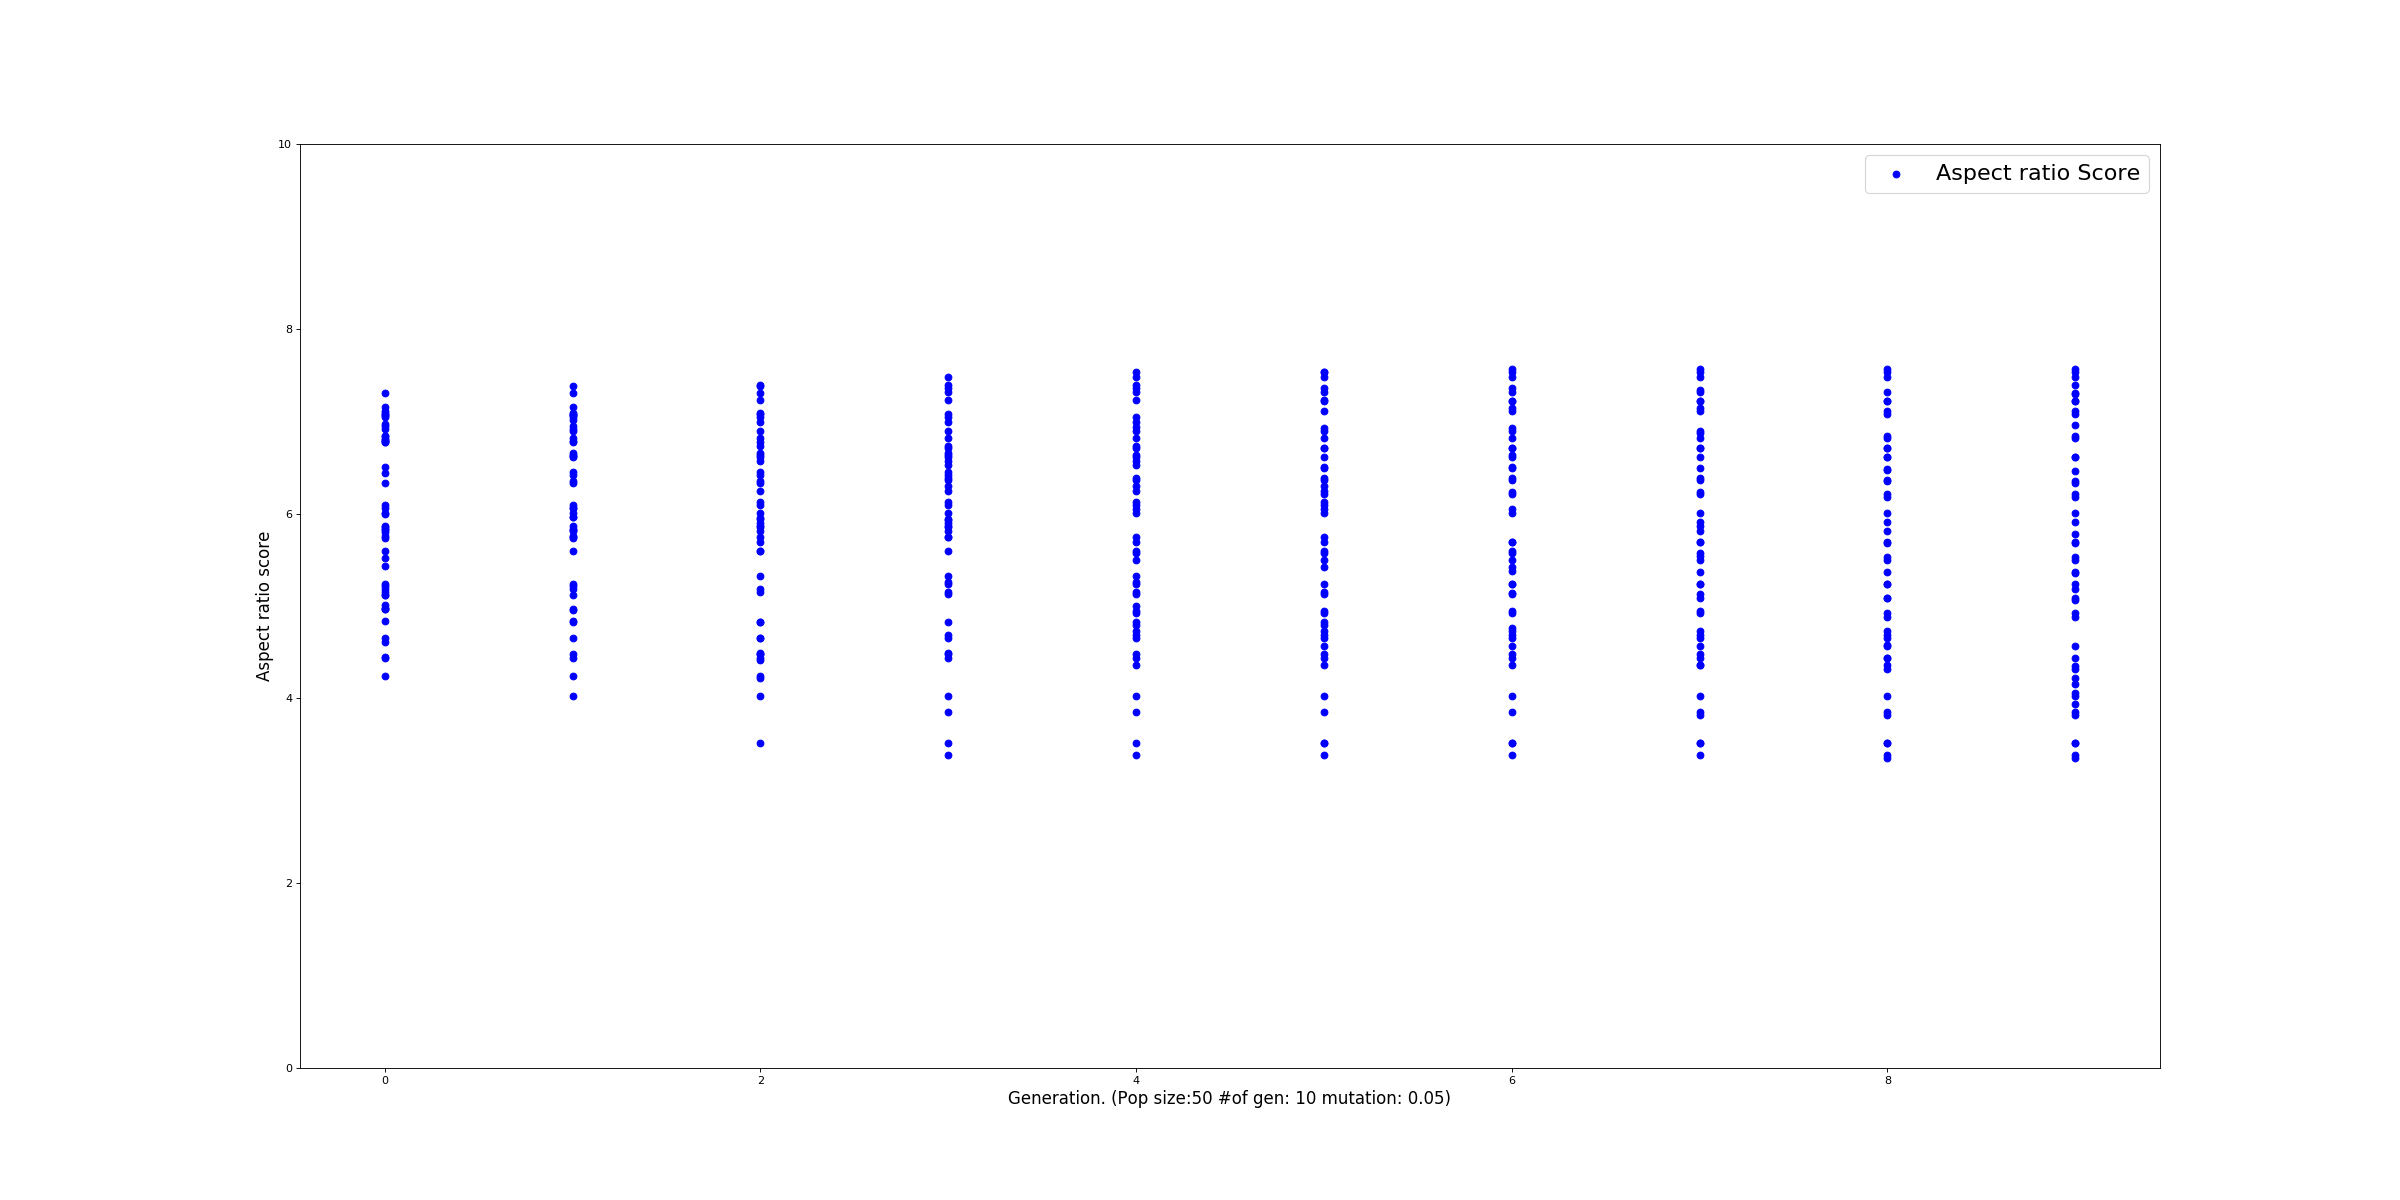 10
8
6
4
2
0
Aspect ratio score
Aspect ratio Score
0 2 4 6 8
Generation. (Pop size:50 #of gen: 10 mutation: 0.05)